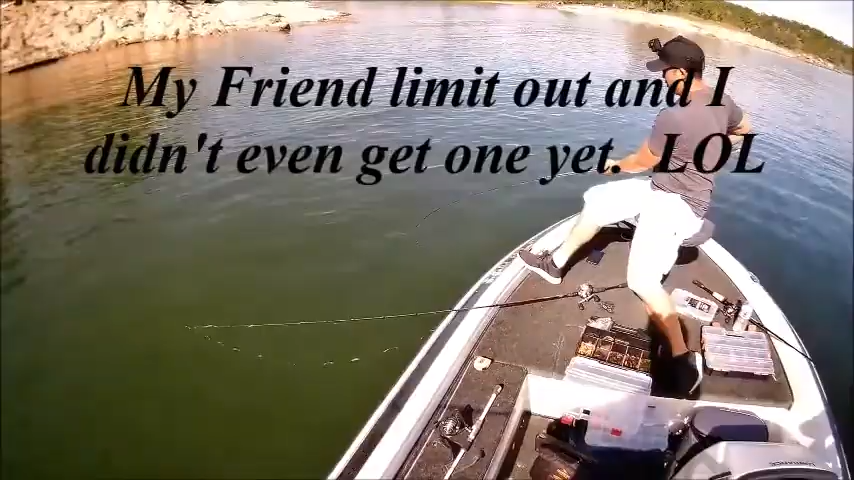 My Friend limit out and I
didn't even get one yet. LOL